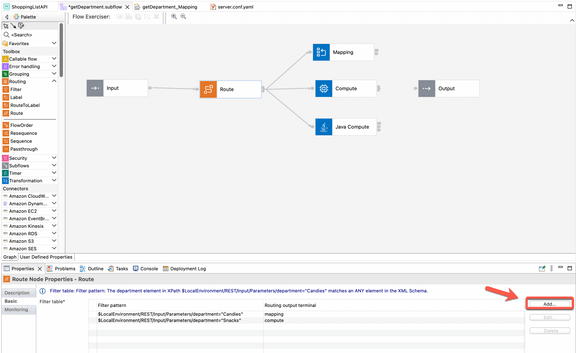 ShoppingListAPI
*getDepartment.subflow
getDepartment_Mapping
server.conf.yaml
Palette
Flow Exerciser:
<Search>
Favorites
Toolbox
Callable flow
Error handling
Grouping
Routing
Filter
Label
RouteToLabel
Route
FlowOrder
Resequence
Sequence
Passthrough
Security
Subflows
Timer
Transformation
Connectors
Amazon CloudW...
Amazon Dynam...
Amazon EC2
Amazon EventBr...
Amazon Kinesis
Amazon RDS
Amazon S3
Amazon SES
Input
Route
Mapping
Compute
Java Compute
Output
Graph
User Defined Properties
Properties
Problems
Outline
Tasks
Console
Deployment Log
Route Node Properties - Route
Description
Basic
Monitoring
Filter table: Filter pattern: The department element in XPath $LocalEnvironment/REST/Input/Parameters/department="Candies" matches an ANY element in the XML Schema.
Filter table*
Filter pattern
Routing output terminal
$LocalEnvironment/REST/Input/Parameters/department="Candies"
mapping
$LocalEnvironment/REST/Input/Parameters/department="Snacks"
compute
Add...
Edit...
Delete